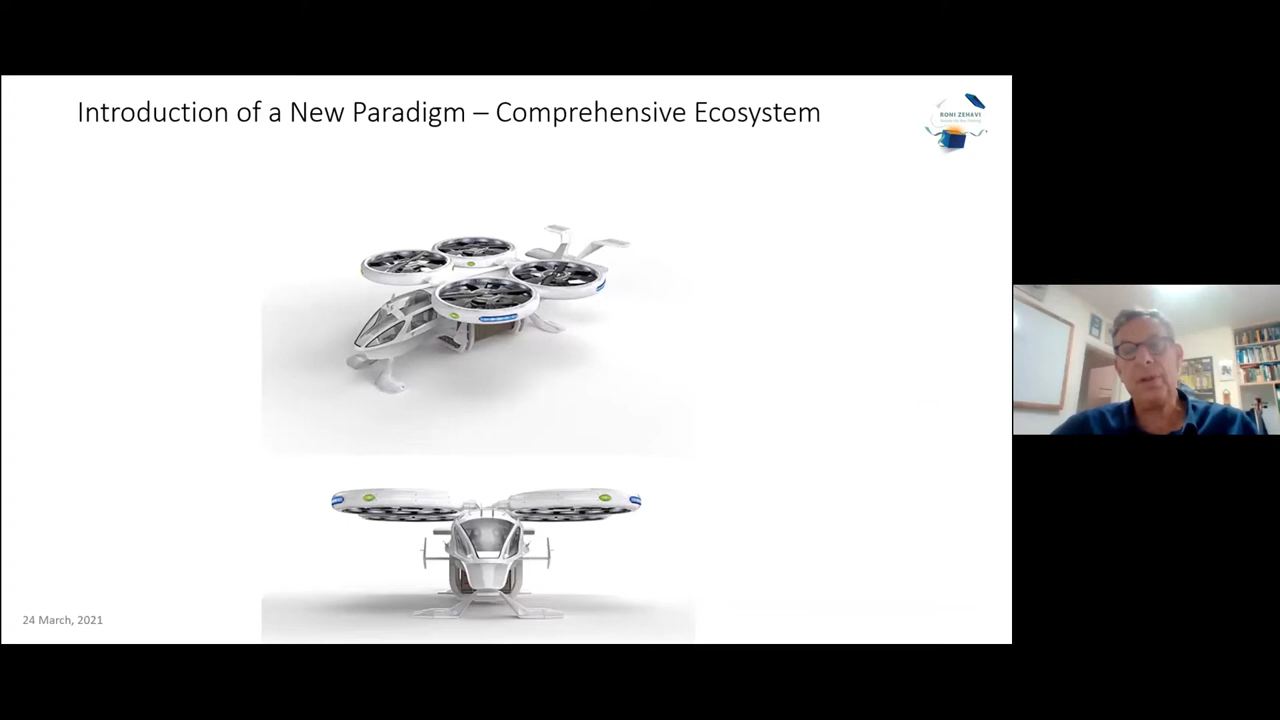 Introduction of a New Paradigm – Comprehensive Ecosystem
RONI ZEHAVI
24 March, 2021